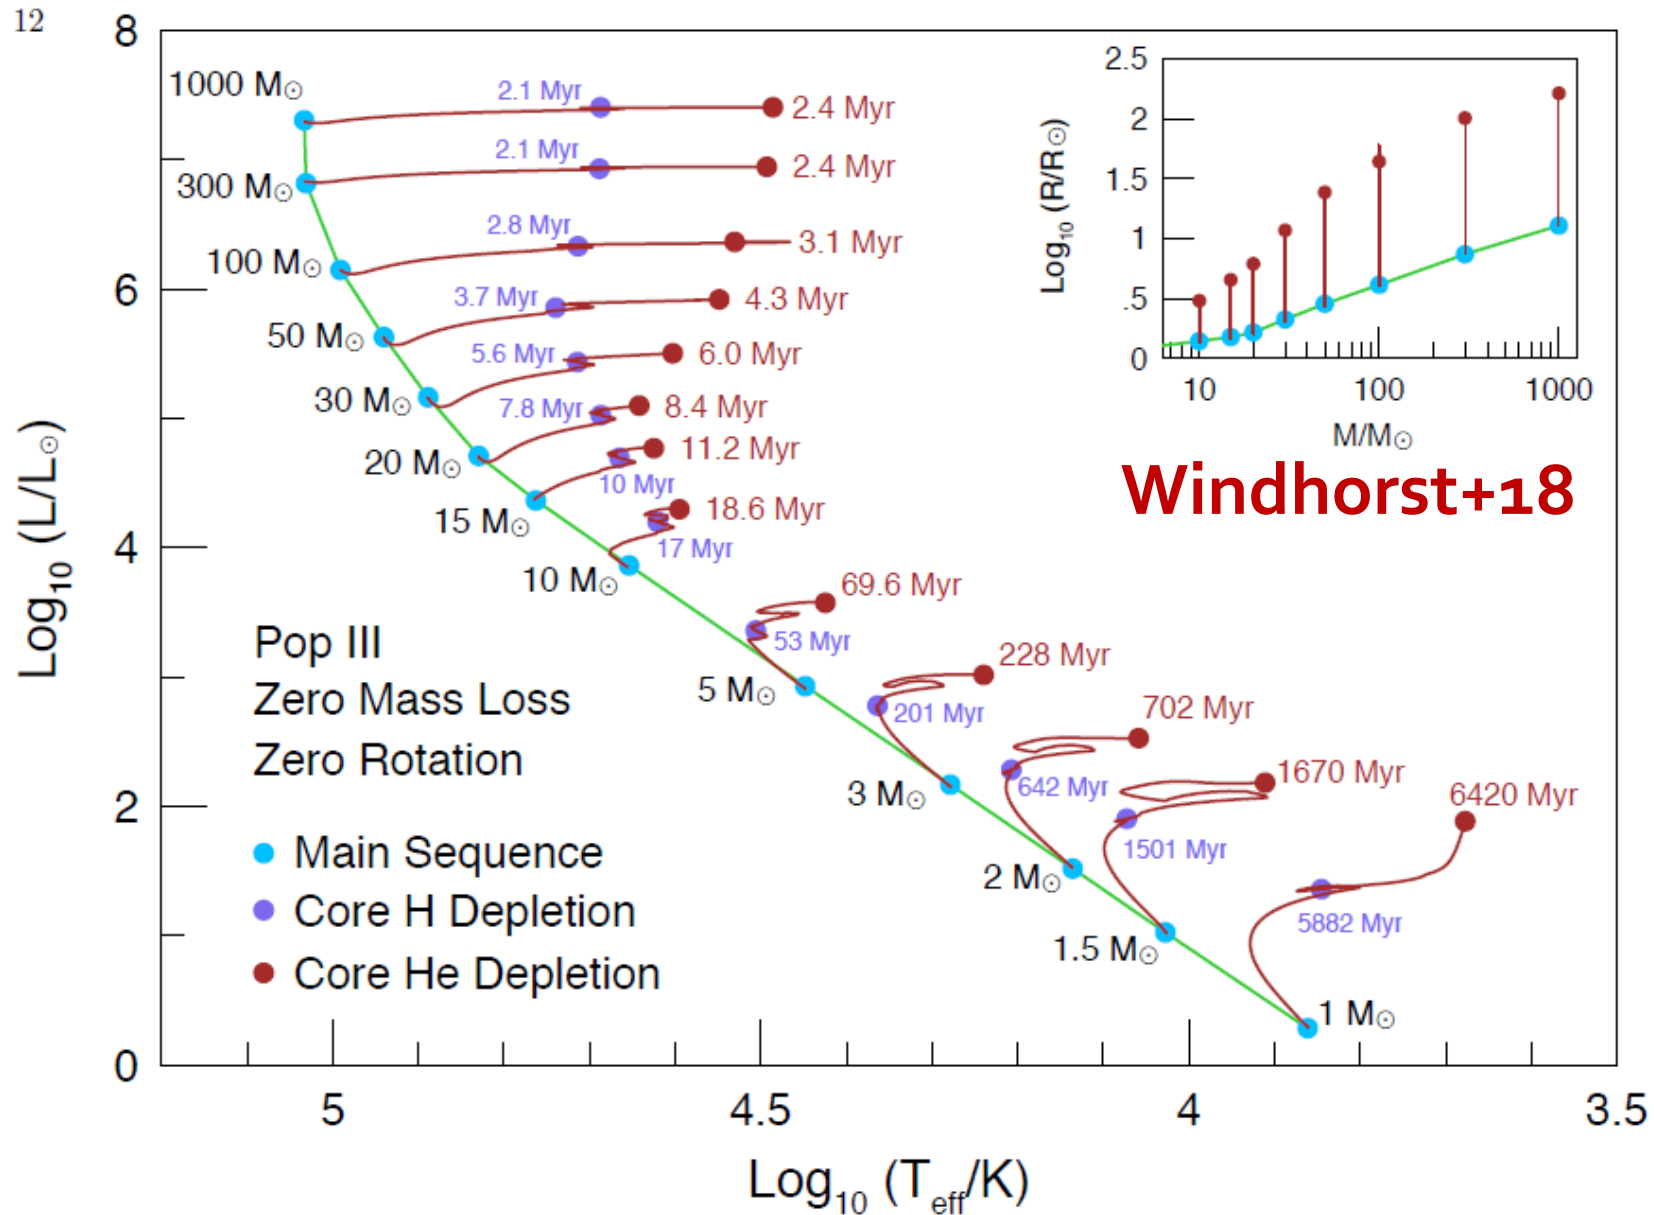 12
8
6
4
2
0
5
4.5
4
3.5
Log₁₀ (L/L☉)
Log₁₀ (T_eff/K)
1000 M☉
300 M☉
100 M☉
50 M☉
30 M☉
20 M☉
15 M☉
10 M☉
5 M☉
3 M☉
2 M☉
1.5 M☉
1 M☉
2.1 Myr
2.4 Myr
2.1 Myr
2.4 Myr
2.8 Myr
3.1 Myr
3.7 Myr
4.3 Myr
5.6 Myr
6.0 Myr
7.8 Myr
8.4 Myr
10 Myr
11.2 Myr
17 Myr
18.6 Myr
53 Myr
69.6 Myr
201 Myr
228 Myr
642 Myr
702 Myr
1501 Myr
1670 Myr
5882 Myr
6420 Myr
Pop III
Zero Mass Loss
Zero Rotation
Main Sequence
Core H Depletion
Core He Depletion
2.5
2
1.5
1
.5
0
Log₁₀ (R/R☉)
10
100
1000
M/M☉
Windhorst+18